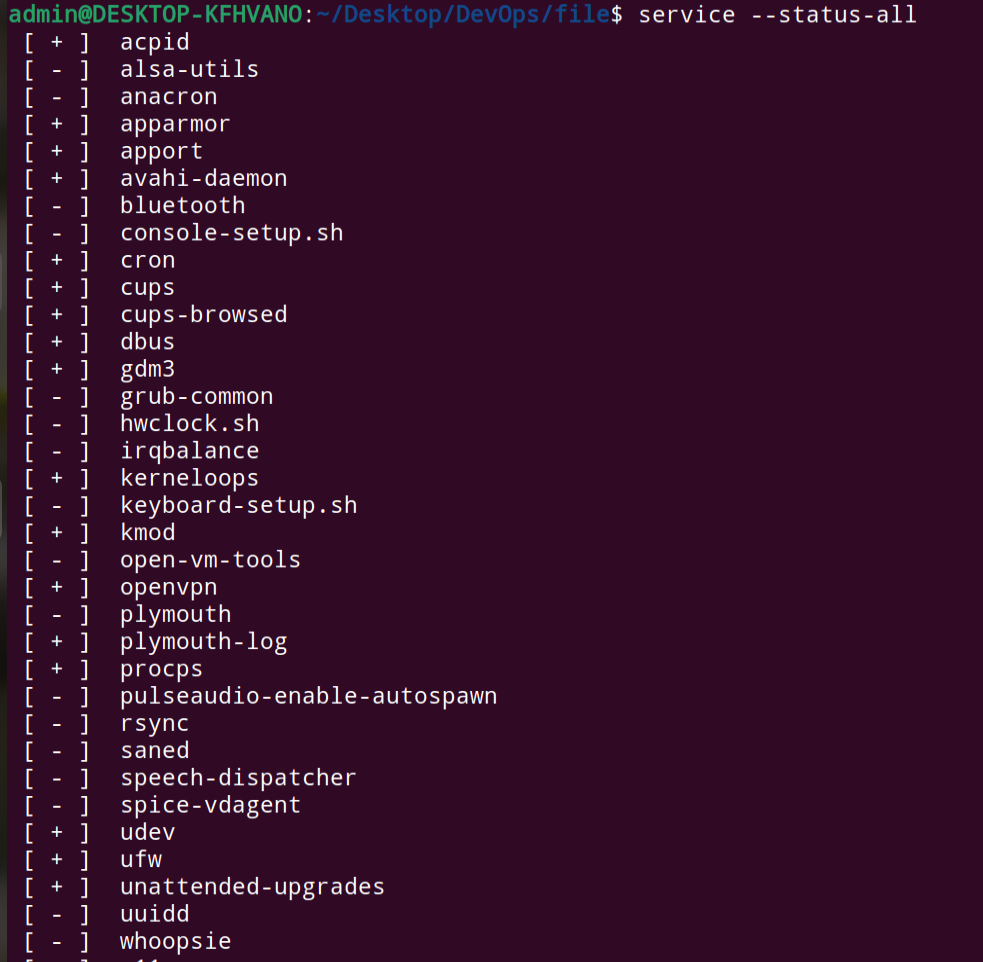 admin@DESKTOP-KFHVANO:~/Desktop/DevOps/file$ service --status-all
[ + ]  acpid
[ - ]  alsa-utils
[ - ]  anacron
[ + ]  apparmor
[ + ]  apport
[ + ]  avahi-daemon
[ - ]  bluetooth
[ - ]  console-setup.sh
[ + ]  cron
[ + ]  cups
[ + ]  cups-browsed
[ + ]  dbus
[ + ]  gdm3
[ - ]  grub-common
[ - ]  hwclock.sh
[ - ]  irqbalance
[ + ]  kerneloops
[ - ]  keyboard-setup.sh
[ + ]  kmod
[ - ]  open-vm-tools
[ + ]  openvpn
[ - ]  plymouth
[ + ]  plymouth-log
[ + ]  procps
[ - ]  pulseaudio-enable-autospawn
[ - ]  rsync
[ - ]  saned
[ - ]  speech-dispatcher
[ - ]  spice-vdagent
[ + ]  udev
[ + ]  ufw
[ + ]  unattended-upgrades
[ - ]  uuidd
[ - ]  whoopsie